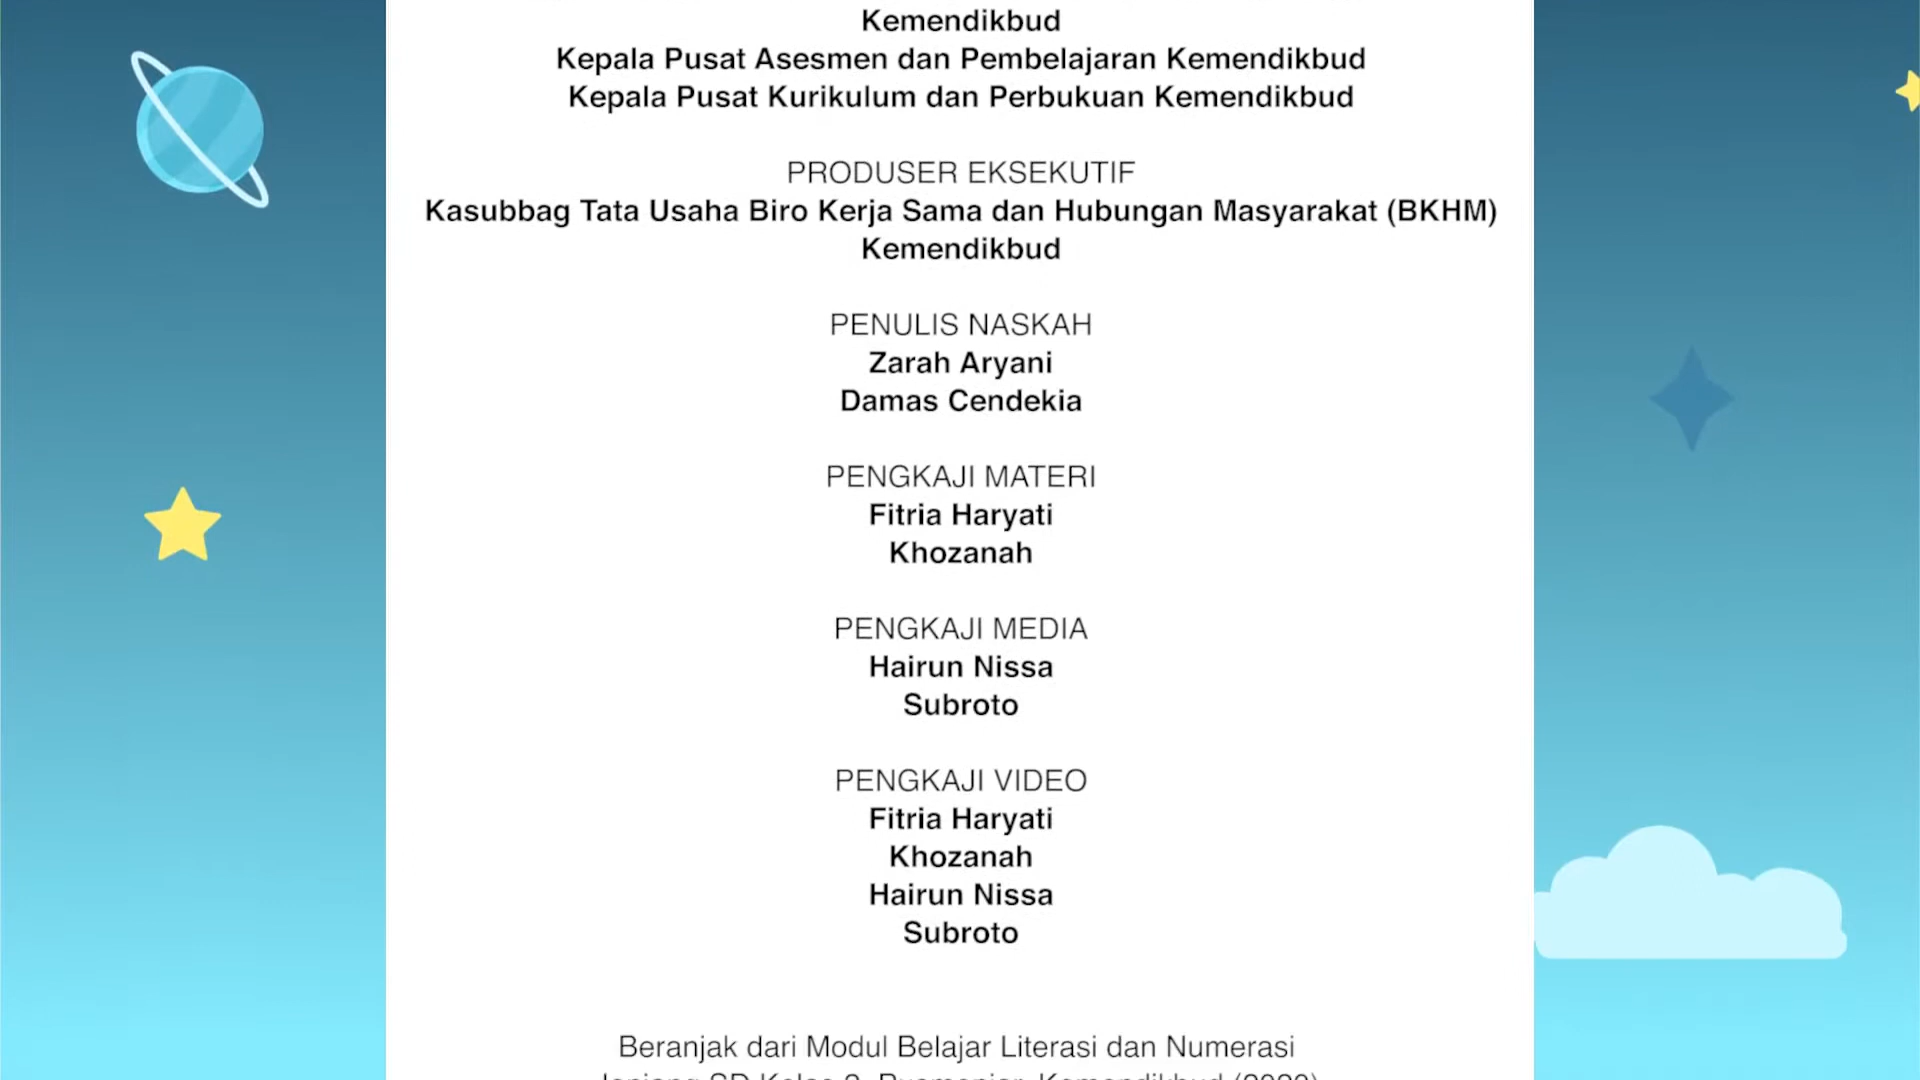 Kemendikbud
Kepala Pusat Asesmen dan Pembelajaran Kemendikbud
Kepala Pusat Kurikulum dan Perbukuan Kemendikbud
PRODUSER EKSEKUTIF
Kasubbag Tata Usaha Biro Kerja Sama dan Hubungan Masyarakat (BKHM)
Kemendikbud
PENULIS NASKAH
Zarah Aryani
Damas Cendekia
PENGKAJI MATERI
Fitria Haryati
Khozanah
PENGKAJI MEDIA
Hairun Nissa
Subroto
PENGKAJI VIDEO
Fitria Haryati
Khozanah
Hairun Nissa
Subroto
Beranjak dari Modul Belajar Literasi dan Numerasi